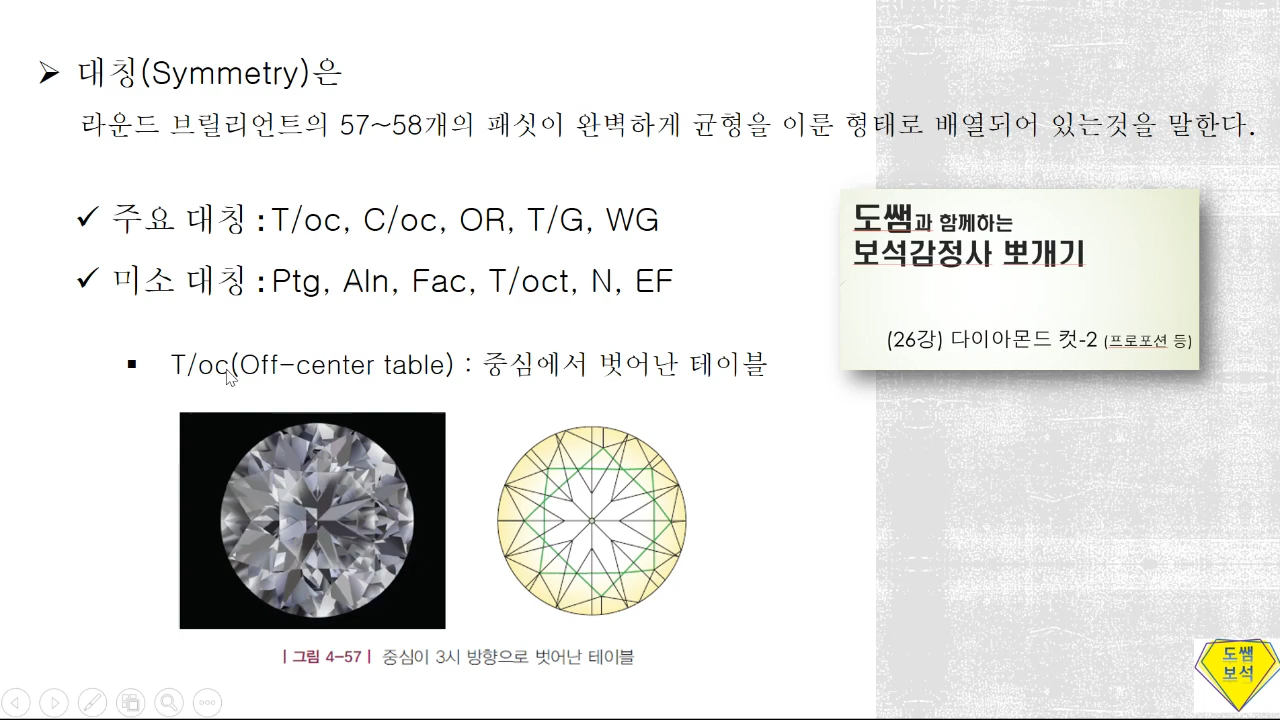 대칭(Symmetry)은
라운드 브릴리언트의 57~58개의 패싯이 완벽하게 균형을 이룬 형태로 배열되어 있는것을 말한다.
주요 대칭 : T/oc, C/oc, OR, T/G, WG
미소 대칭 : Ptg, Aln, Fac, T/oct, N, EF
T/oc(Off-center table) : 중심에서 벗어난 테이블
| 그림 4-57 | 중심이 3시 방향으로 벗어난 테이블
도쌤과 함께하는
보석감정사 뽀개기
(26강) 다이아몬드 컷-2 (프로포션 등)
도쌤
보석